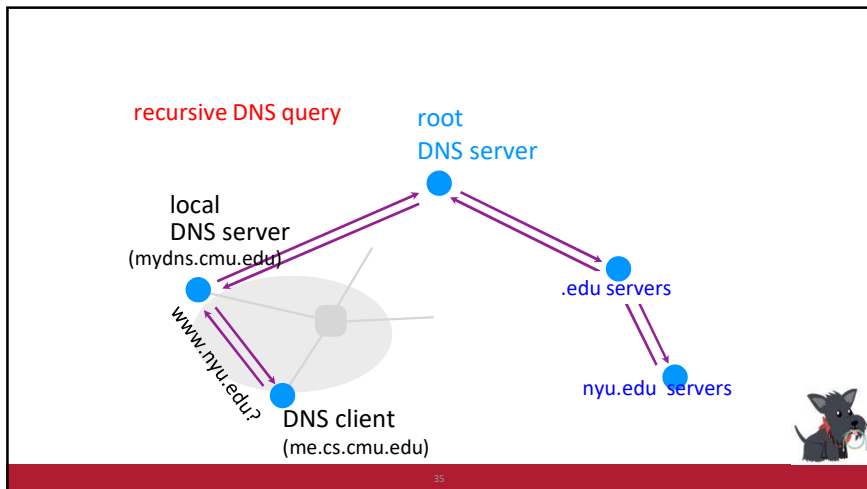 recursive DNS query
root
DNS server
local
DNS server
(mydns.cmu.edu)
www.nyu.edu?
.edu servers
nyu.edu servers
DNS client
(me.cs.cmu.edu)
35